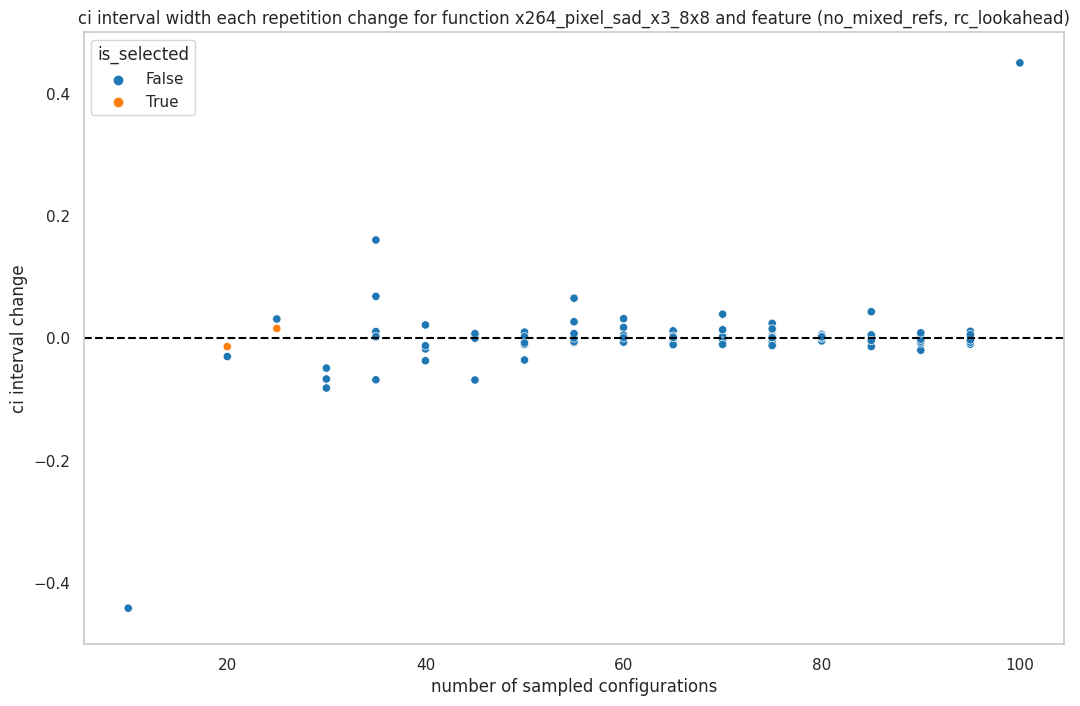 ci interval width each repetition change for function x264_pixel_sad_x3_8x8 and feature (no_mixed_refs, rc_lookahead)
is_selected
False
True
ci interval change
0.4
0.2
0.0
−0.2
−0.4
20
40
60
80
100
number of sampled configurations